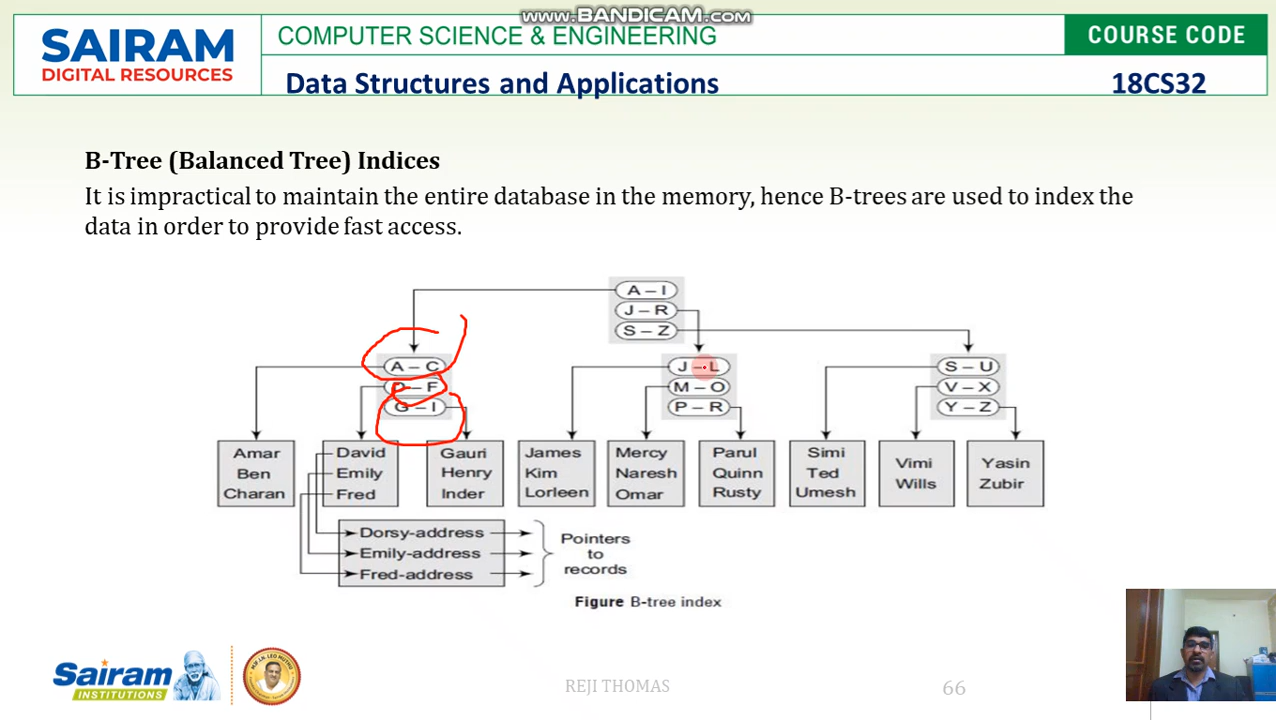 www.BANDICAM.com
SAIRAM
DIGITAL RESOURCES
COMPUTER SCIENCE & ENGINEERING
COURSE CODE
Data Structures and Applications
18CS32
B-Tree (Balanced Tree) Indices
It is impractical to maintain the entire database in the memory, hence B-trees are used to index the
data in order to provide fast access.
A – I
J – R
S – Z
A – C
D – F
G – I
J – L
M – O
P – R
S – U
V – X
Y – Z
Amar
Ben
Charan
David
Emily
Fred
Gauri
Henry
Inder
James
Kim
Lorleen
Mercy
Naresh
Omar
Parul
Quinn
Rusty
Simi
Ted
Umesh
Vimi
Wills
Yasin
Zubir
Dorsy-address
Emily-address
Fred-address
Pointers
to
records
Figure B-tree index
Sairam
INSTITUTIONS
REJI THOMAS
66